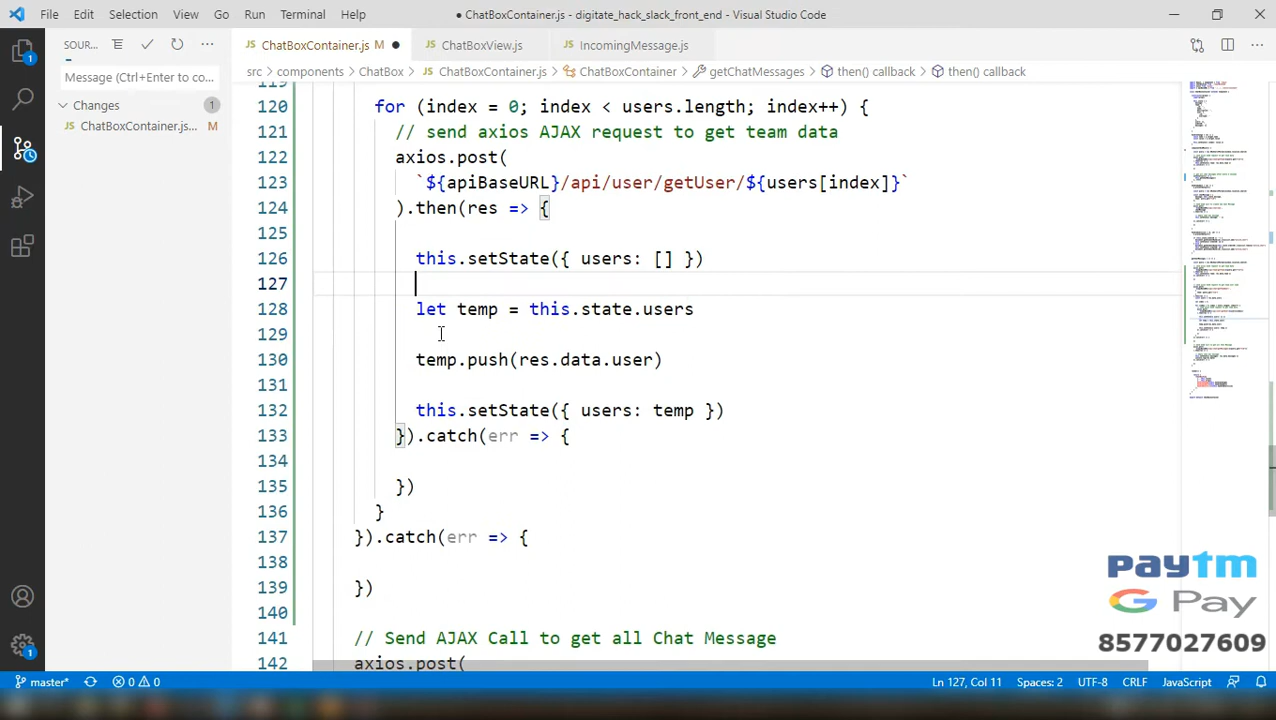 File Edit Selection View Go Run Terminal Help
● ChatBoxContainer.js - digitate_hack_slack_front_end - Visual Studio Code
SOUR...
Message (Ctrl+Enter to co...
Changes 1
ChatBoxContainer.js... M
ChatBoxContainer.js M ●
ChatBoxView.js
IncomingMessage.js
src > components > ChatBox > ChatBoxContainer.js > ChatBoxContainer > getChatMessages > then() callback > then() callback
119
120 for (index = 0; index < users.length; index++) {
121 // send axios AJAX request to get team data
122 axios.post(
123 `${apiBaseURL}/api/user/getUser/${users[index]}`
124 ).then(res => {
125
126 this.setState({ users: [] })
127
128 let temp = this.state.users
129
130 temp.push(res.data.user)
131
132 this.setState({ users: temp })
133 }).catch(err => {
134
135 })
136 }
137 }).catch(err => {
138
139 })
140
141 // Send AJAX Call to get all Chat Message
142 axios.post(
paytm
G Pay
8577027609
master* 0 0 Ln 127, Col 11 Spaces: 2 UTF-8 CRLF JavaScript